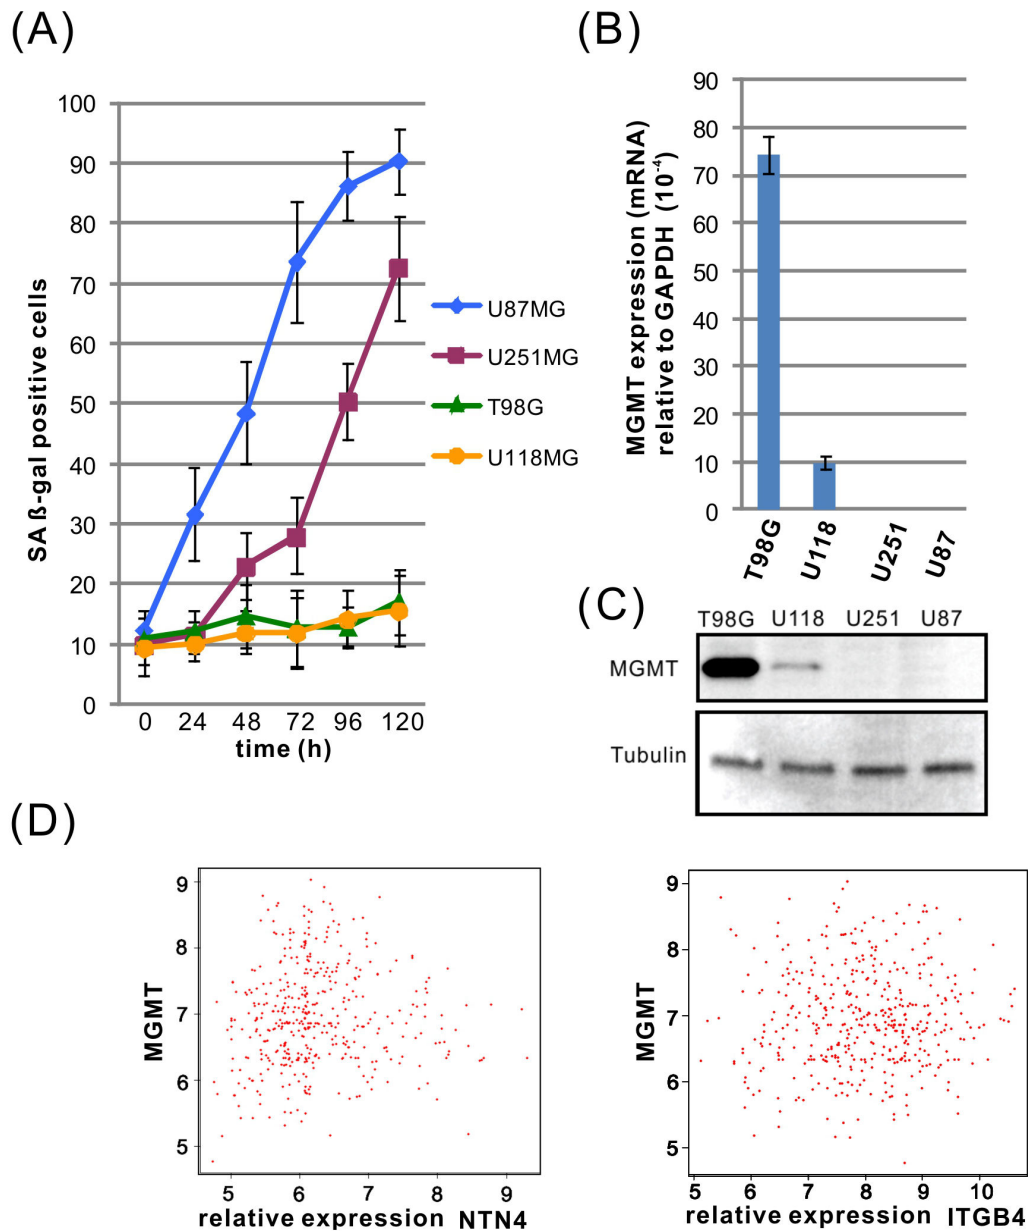 (A)
100
90
80
70
60
50
40
30
20
10
0
SA ß-gal positive cells
0 24 48 72 96 120
time (h)
U87MG
U251MG
T98G
U118MG
(B)
90
80
70
60
50
40
30
20
10
0
MGMT expression (mRNA)
relative to GAPDH (10⁻⁴)
T98G U118 U251 U87
(C)
T98G U118 U251 U87
MGMT
Tubulin
(D)
9
8
7
6
5
MGMT
5 6 7 8 9
relative expression NTN4
9
8
7
6
5
MGMT
5 6 7 8 9 10
relative expression ITGB4